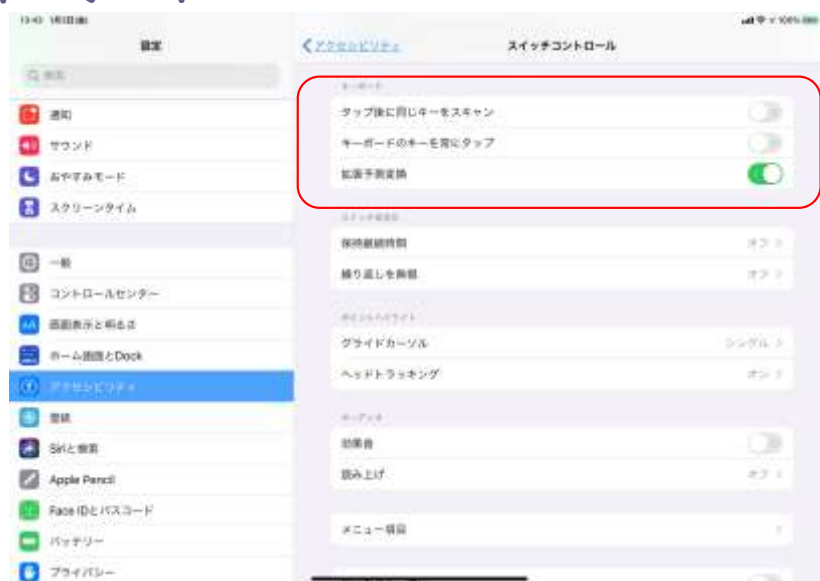 設定
アクセシビリティ
スイッチコントロール
検索
通知
サウンド
おやすみモード
スクリーンタイム
一般
コントロールセンター
画面表示と明るさ
ホーム画面とDock
アクセシビリティ
壁紙
Siriと検索
Apple Pencil
Face IDとパスコード
バッテリー
プライバシー
キーボード
タップ後に同じキーをスキャン
キーボードのキーを常にタップ
拡張予測変換
保持継続時間
オフ
繰り返しを無視
オフ
グライドカーソル
シングル
ヘッドトラッキング
オン
オーディオ
効果音
読み上げ
オフ
メニュー項目